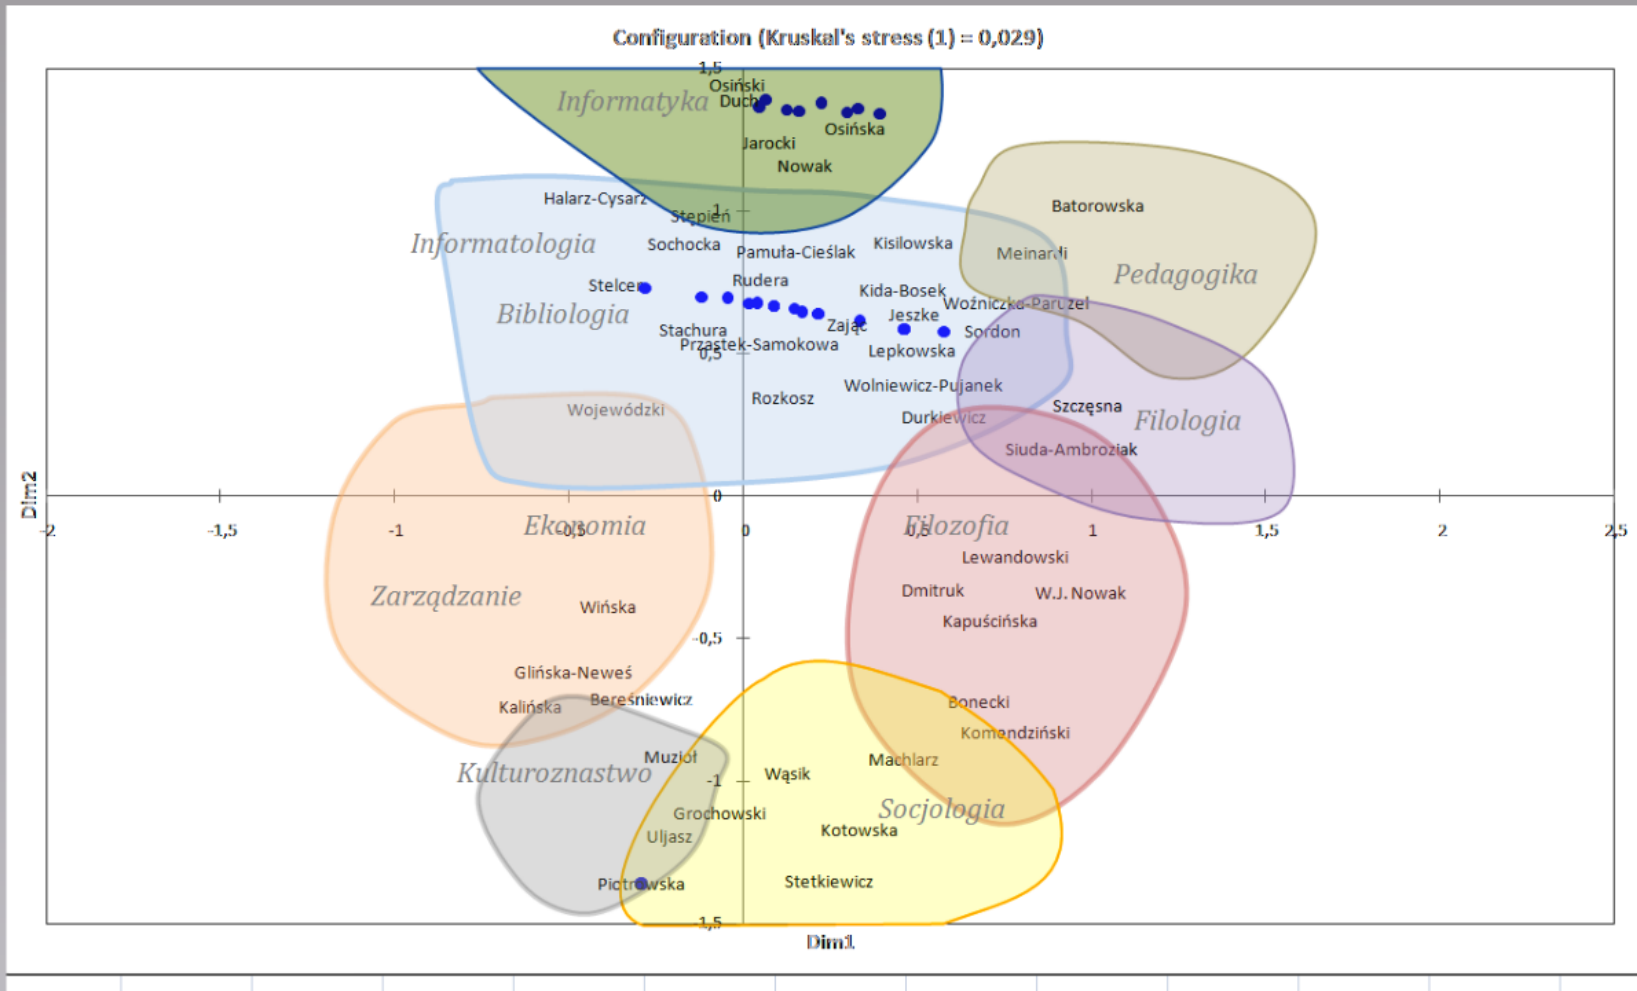 Configuration (Kruskal's stress (1) = 0,029)
1,5
Osiński
Informatyka
Duch
Osińska
Jarocki
Nowak
Halarz-Cysarz
Batorowska
1
Stępień
Informatologia
Sochocka
Kisilowska
Pamuła-Cieślak
Meinardi
Pedagogika
Rudera
Stelcer
Kida-Bosek
Woźniczka-Paruzel
Bibliologia
Jeszke
Zając
Stachura
Sordon
Przastek-Samokowa
Lepkowska
0,5
Wolniewicz-Pujanek
Rozkosz
Wojewódzki
Szczęsna
Durkiewicz
Filologia
Siuda-Ambroziak
Dim2
0
Ekonomia
Filozofia
-2 -1,5 -1 -0,5 0 0,5 1 1,5 2 2,5
Lewandowski
Dmitruk
W.J. Nowak
Zarządzanie
Wińska
Kapuścińska
-0,5
Glińska-Neweś
Bereśniewicz
Bonecki
Kalińska
Komendziński
Muzioł
Machlarz
Kulturoznastwo
Wąsik
-1
Socjologia
Grochowski
Kotowska
Uljasz
Stetkiewicz
Piotrowska
-1,5
Dim1